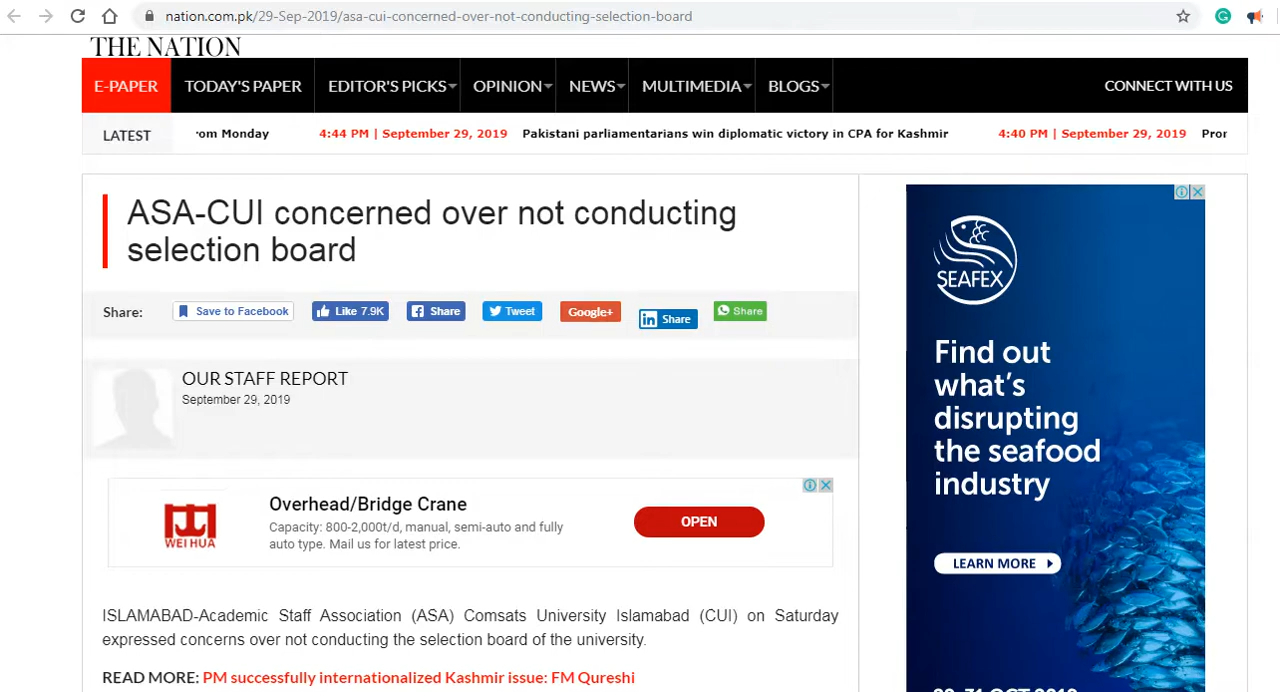 nation.com.pk/29-Sep-2019/asa-cui-concerned-over-not-conducting-selection-board
THE NATION
E-PAPER TODAY'S PAPER EDITOR'S PICKS OPINION NEWS MULTIMEDIA BLOGS CONNECT WITH US
LATEST rom Monday 4:44 PM | September 29, 2019 Pakistani parliamentarians win diplomatic victory in CPA for Kashmir 4:40 PM | September 29, 2019
ASA-CUI concerned over not conducting
selection board
Share: Save to Facebook Like 7.9K Share Tweet Google+ Share Share
OUR STAFF REPORT
September 29, 2019
Overhead/Bridge Crane
Capacity: 800-2,000t/d, manual, semi-auto and fully
auto type. Mail us for latest price.
WEI HUA
OPEN
ISLAMABAD-Academic Staff Association (ASA) Comsats University Islamabad (CUI) on Saturday
expressed concerns over not conducting the selection board of the university.
READ MORE: PM successfully internationalized Kashmir issue: FM Qureshi
SEAFEX
Find out
what's
disrupting
the seafood
industry
LEARN MORE